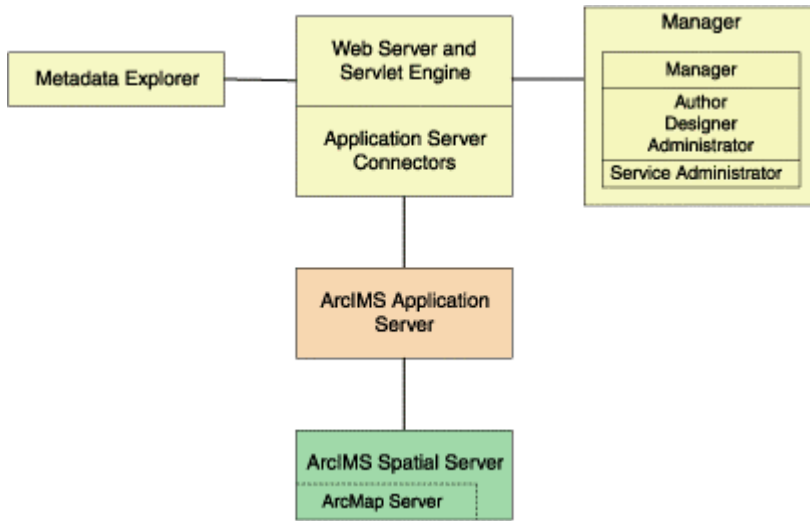 Metadata Explorer
Web Server and
Servlet Engine
Application Server
Connectors
Manager
Manager
Author
Designer
Administrator
Service Administrator
ArcIMS Application
Server
ArcIMS Spatial Server
ArcMap Server